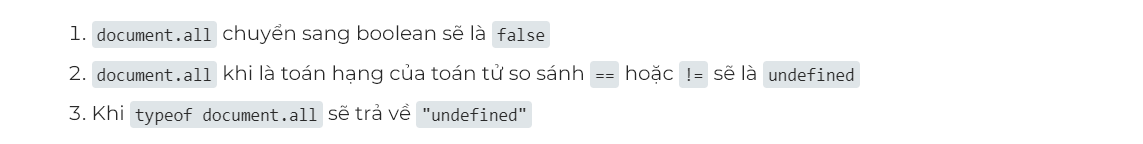 1. document.all chuyển sang boolean sẽ là false
2. document.all khi là toán hạng của toán tử so sánh == hoặc != sẽ là undefined
3. Khi typeof document.all sẽ trả về "undefined"